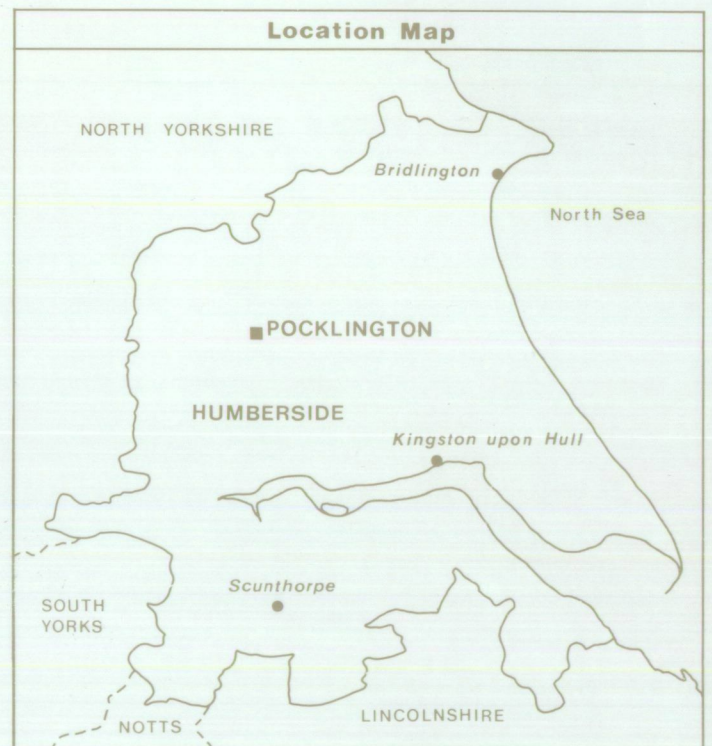 Location Map
NORTH YORKSHIRE
Bridlington
North Sea
POCKLINGTON
HUMBERSIDE
Kingston upon Hull
Scunthorpe
SOUTH
YORKS
LINCOLNSHIRE
NOTTS